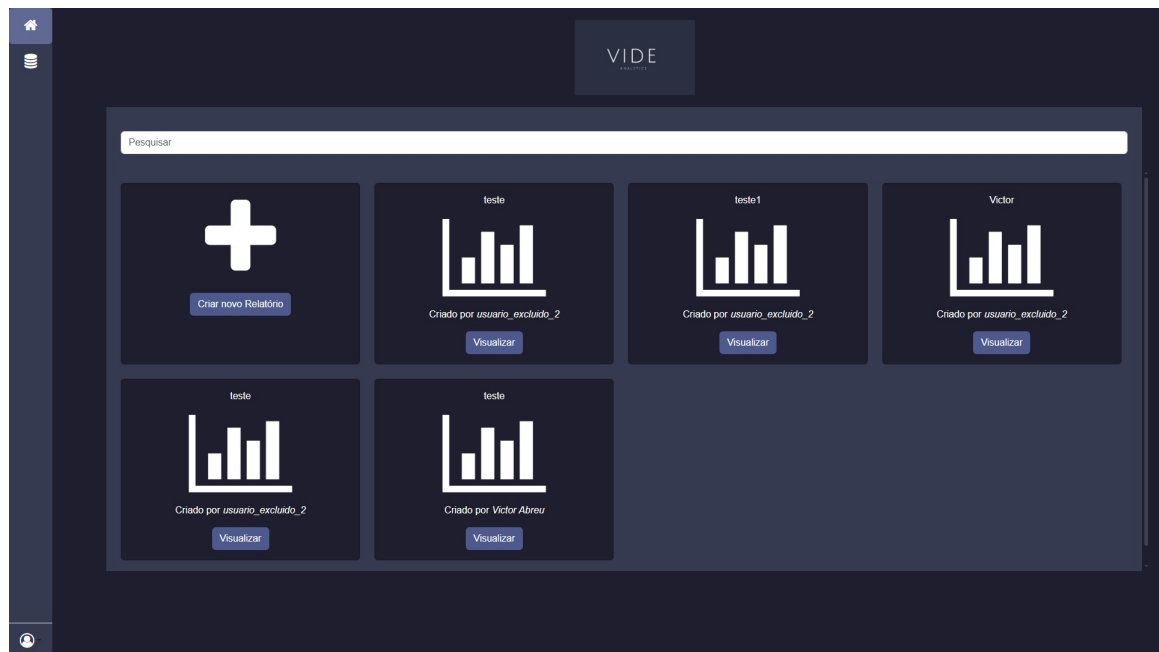 VIDE
ANALYTICS
Pesquisar
Criar novo Relatório
teste
Criado por usuario_excluido_2
Visualizar
teste1
Criado por usuario_excluido_2
Visualizar
Victor
Criado por usuario_excluido_2
Visualizar
teste
Criado por usuario_excluido_2
Visualizar
teste
Criado por Victor Abreu
Visualizar